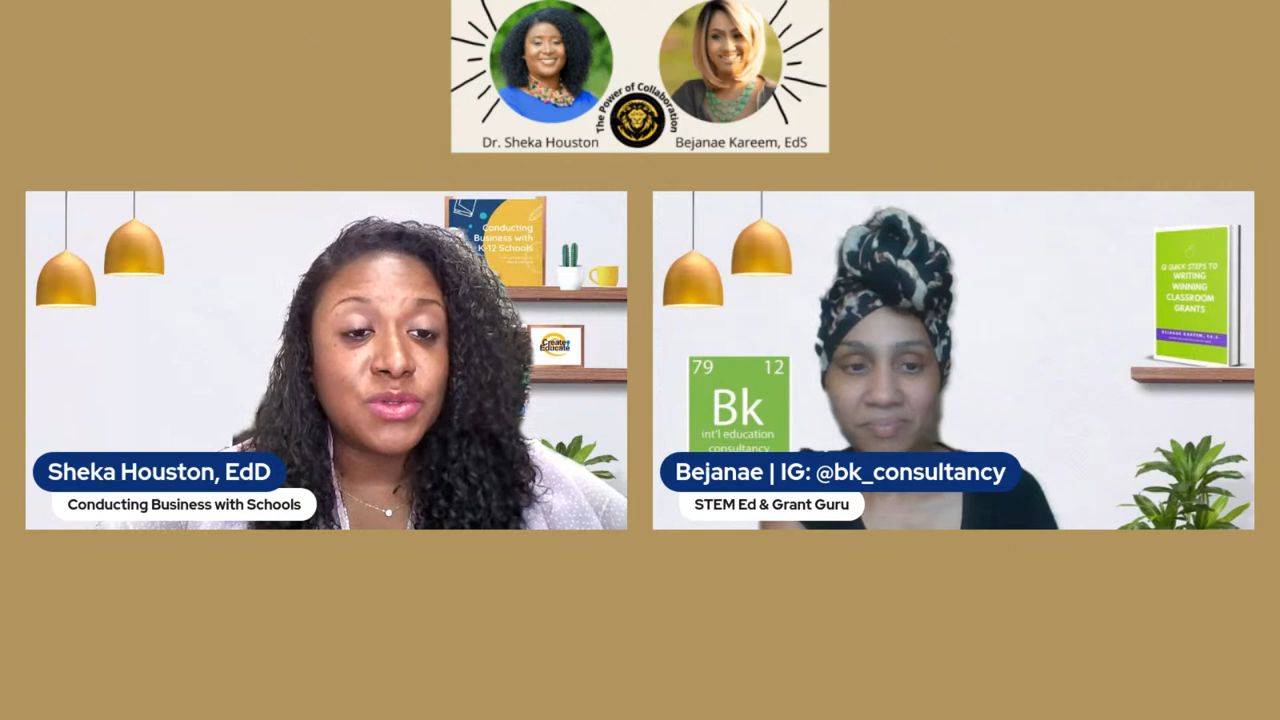 The Power of Collaboration
Dr. Sheka Houston
Bejanae Kareem, EdS
Conducting
Business with
K-12 Schools
Create
Educate
Sheka Houston, EdD
Conducting Business with Schools
79 12
Bk
int'l education
consultancy
12 QUICK STEPS TO
WRITING
WINNING
CLASSROOM
GRANTS
BEJANAE KAREEM, Ed.S.
Bejanae | IG: @bk_consultancy
STEM Ed & Grant Guru